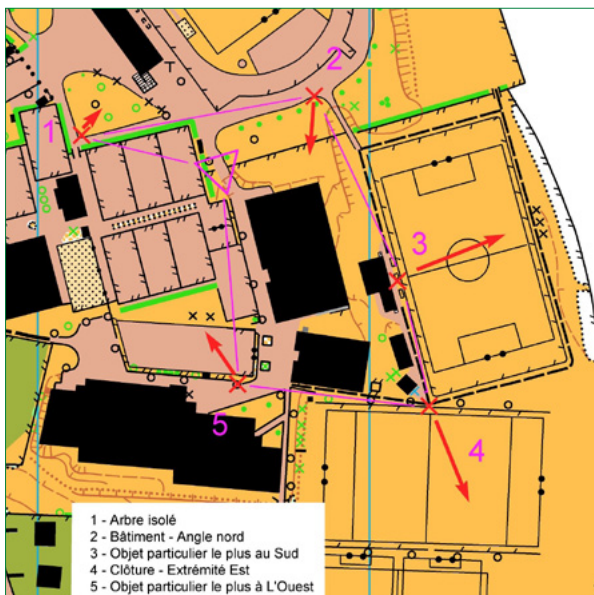 2
1
3
4
5
1 - Arbre isolé
2 - Bâtiment - Angle nord
3 - Objet particulier le plus au Sud
4 - Clôture - Extrémité Est
5 - Objet particulier le plus à L'Ouest